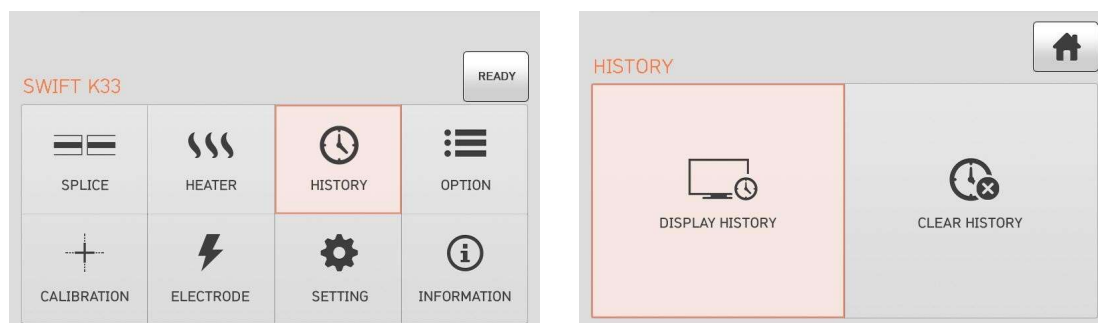 SWIFT K33
READY
SPLICE
HEATER
HISTORY
OPTION
CALIBRATION
ELECTRODE
SETTING
INFORMATION
HISTORY
DISPLAY HISTORY
CLEAR HISTORY